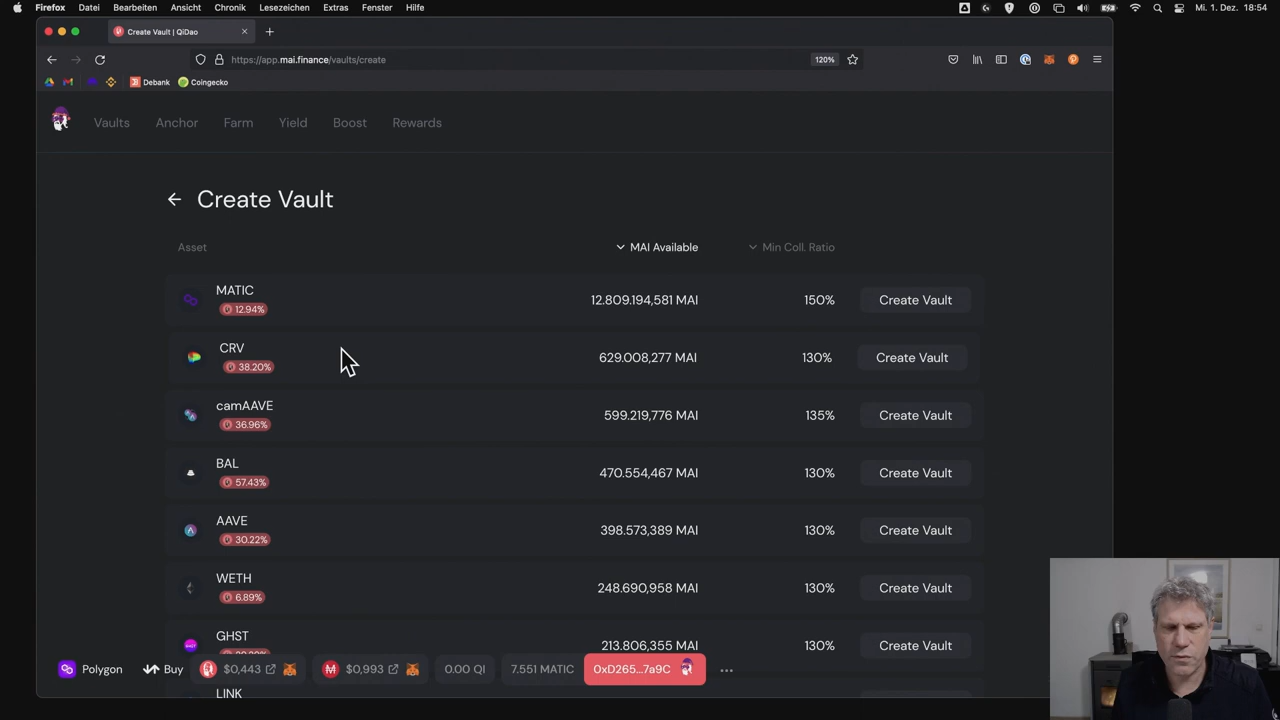 Firefox Datei Bearbeiten Ansicht Chronik Lesezeichen Extras Fenster Hilfe Mi. 1. Dez. 18:54
Create Vault | QiDao
https://app.mai.finance/vaults/create 120%
Debank Coingecko
Vaults Anchor Farm Yield Boost Rewards
Create Vault
Asset MAI Available Min Coll. Ratio
MATIC
12.94%
12.809.194,581 MAI 150% Create Vault
CRV
38.20%
629.008,277 MAI 130% Create Vault
camAAVE
36.96%
599.219,776 MAI 135% Create Vault
BAL
57.43%
470.554,467 MAI 130% Create Vault
AAVE
30.22%
398.573,389 MAI 130% Create Vault
WETH
6.89%
248.690,958 MAI 130% Create Vault
GHST
213.806,355 MAI 130% Create Vault
Polygon Buy $0,443 $0,993 0.00 QI 7.551 MATIC 0xD265...7a9C
LINK